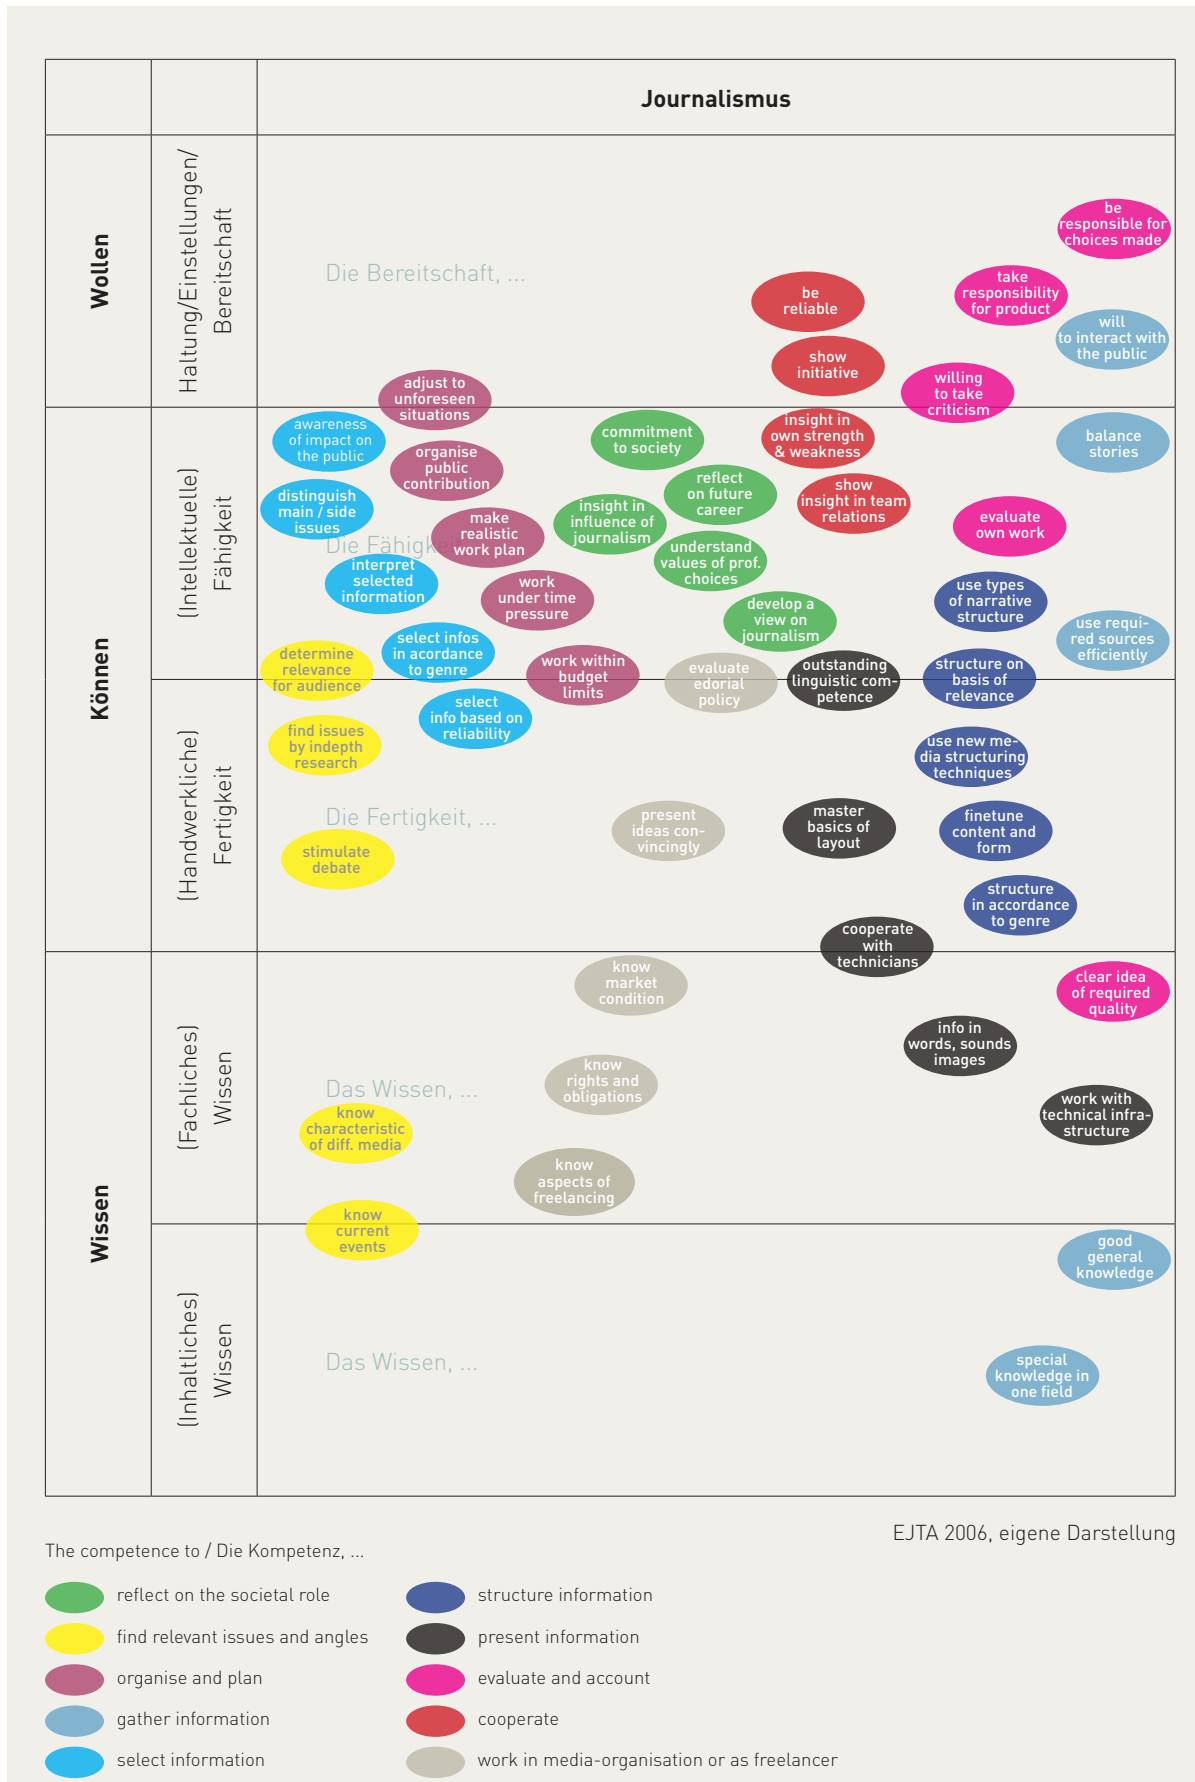 Journalismus
Wollen
Haltung/Einstellungen/
Bereitschaft
Die Bereitschaft, ...
be
responsible for
choices made
take
responsibility
for product
be
reliable
will
to interact with
the public
show
initiative
willing
to take
criticism
adjust to
unforeseen
situations
Können
(Intellektuelle)
Fähigkeit
Die Fähigkeit
awareness
of impact on
the public
organise
public
contribution
commitment
to society
insight in
own strength
& weakness
balance
stories
distinguish
main / side
issues
reflect
on future
career
show
insight in team
relations
make
realistic
work plan
insight in
influence of
journalism
evaluate
own work
understand
values of prof.
choices
interpret
selected
information
work
under time
pressure
use types
of narrative
structure
develop a
view on
journalism
use requi-
red sources
efficiently
select infos
in acordance
to genre
determine
relevance
for audience
work within
budget
limits
evaluate
edorial
policy
outstanding
linguistic com-
petence
structure on
basis of
relevance
(Handwerkliche)
Fertigkeit
Die Fertigkeit, ...
select
info based on
reliability
find issues
by indepth
research
use new me-
dia structuring
techniques
present
ideas con-
vincingly
master
basics of
layout
finetune
content and
form
stimulate
debate
structure
in accordance
to genre
cooperate
with
technicians
Wissen
(Fachliches)
Wissen
Das Wissen, ...
know
market
condition
clear idea
of required
quality
info in
words, sounds
images
know
rights and
obligations
work with
technical infra-
structure
know
characteristic
of diff. media
know
aspects of
freelancing
know
current
events
(Inhaltliches)
Wissen
Das Wissen, ...
good
general
knowledge
special
knowledge in
one field
EJTA 2006, eigene Darstellung
The competence to / Die Kompetenz, ...
reflect on the societal role
find relevant issues and angles
organise and plan
gather information
select information
structure information
present information
evaluate and account
cooperate
work in media-organisation or as freelancer